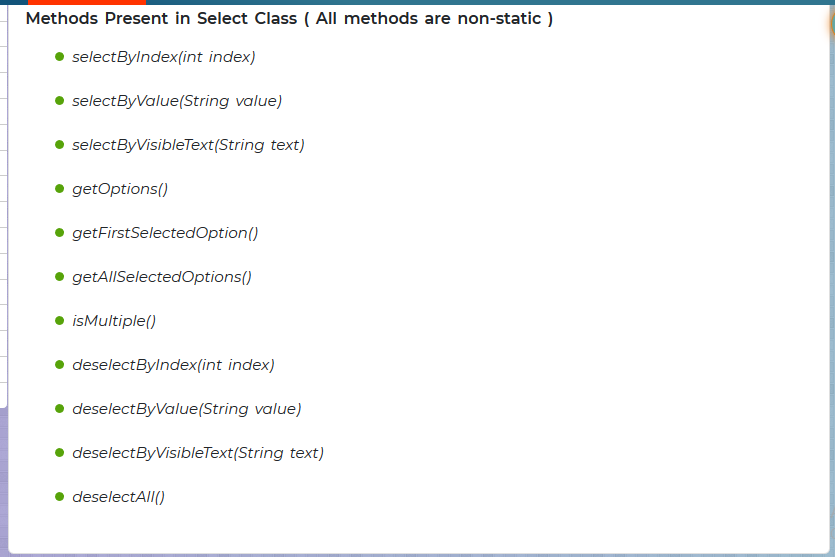 Methods Present in Select Class ( All methods are non-static )
selectByIndex(int index)
selectByValue(String value)
selectByVisibleText(String text)
getOptions()
getFirstSelectedOption()
getAllSelectedOptions()
isMultiple()
deselectByIndex(int index)
deselectByValue(String value)
deselectByVisibleText(String text)
deselectAll()